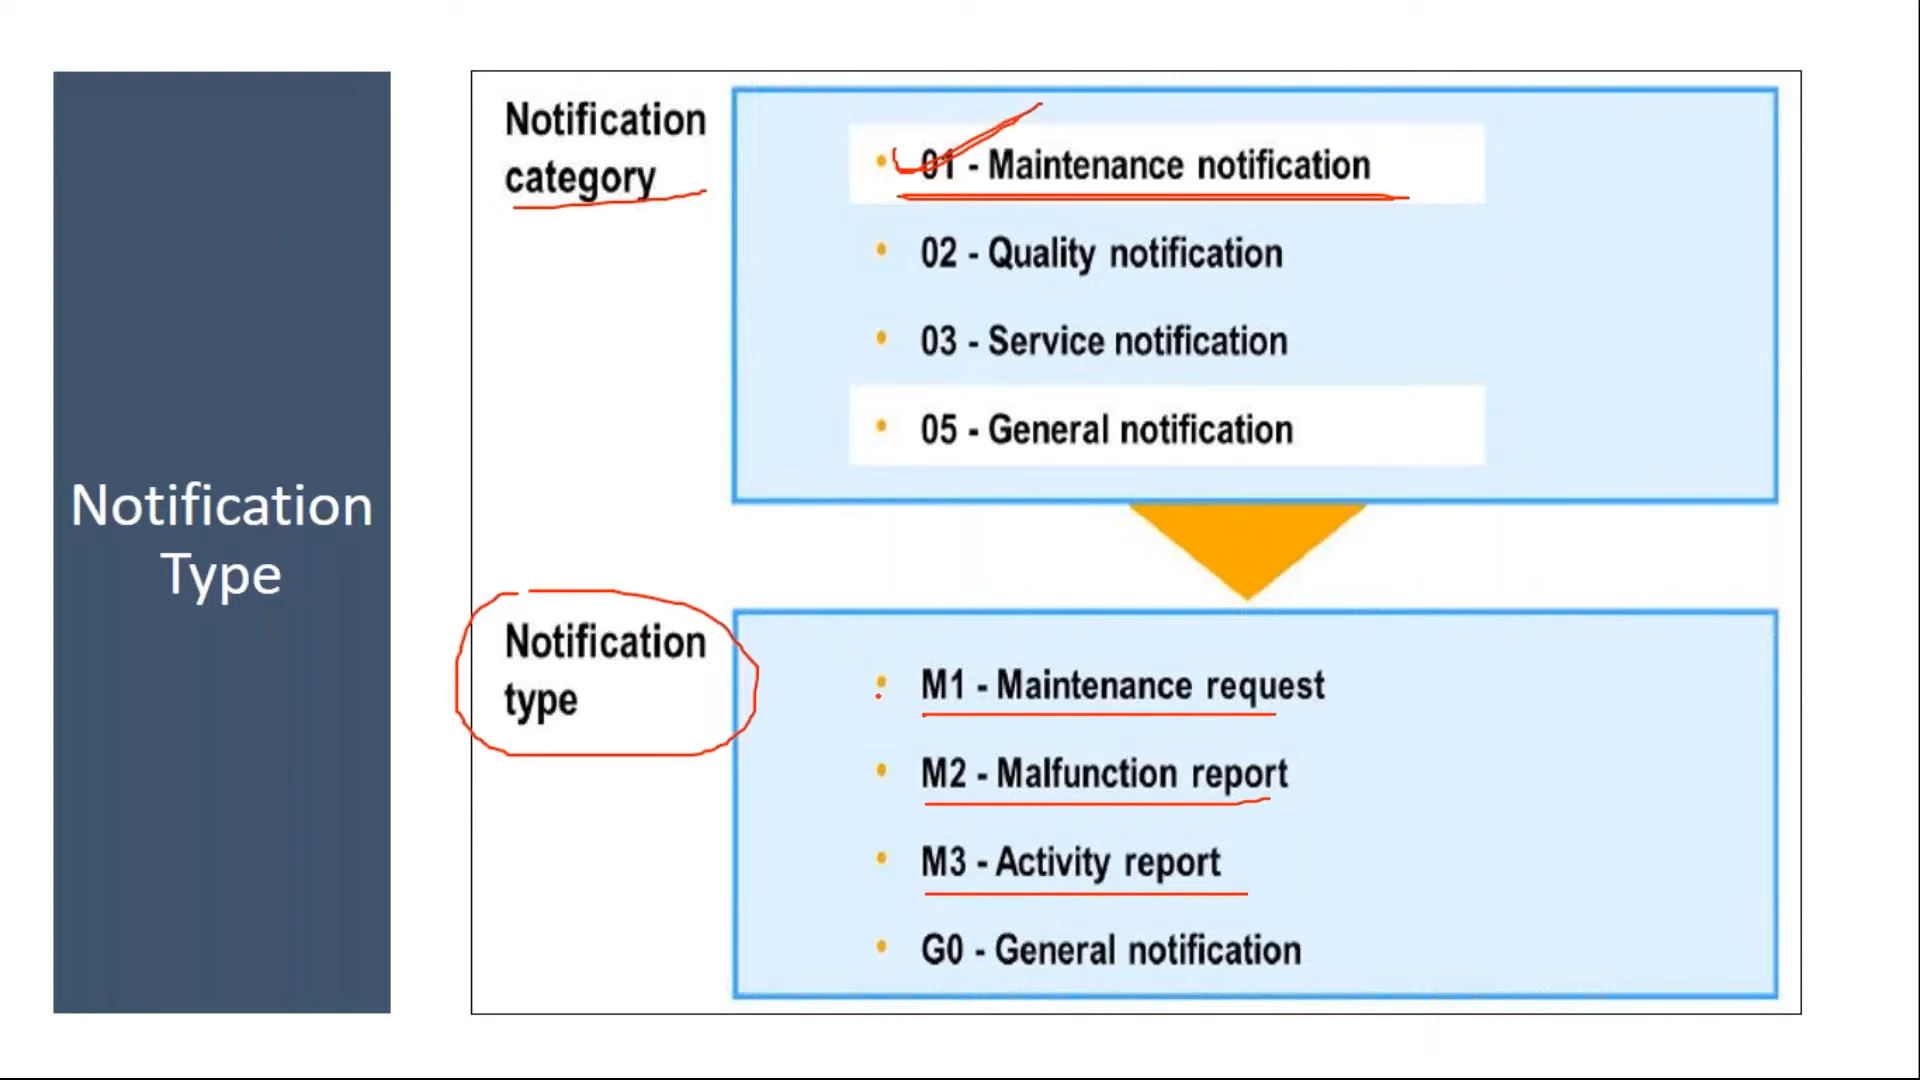 Notification
Type
Notification
category
• 01 - Maintenance notification
• 02 - Quality notification
• 03 - Service notification
• 05 - General notification
Notification
type
• M1 - Maintenance request
• M2 - Malfunction report
• M3 - Activity report
• G0 - General notification